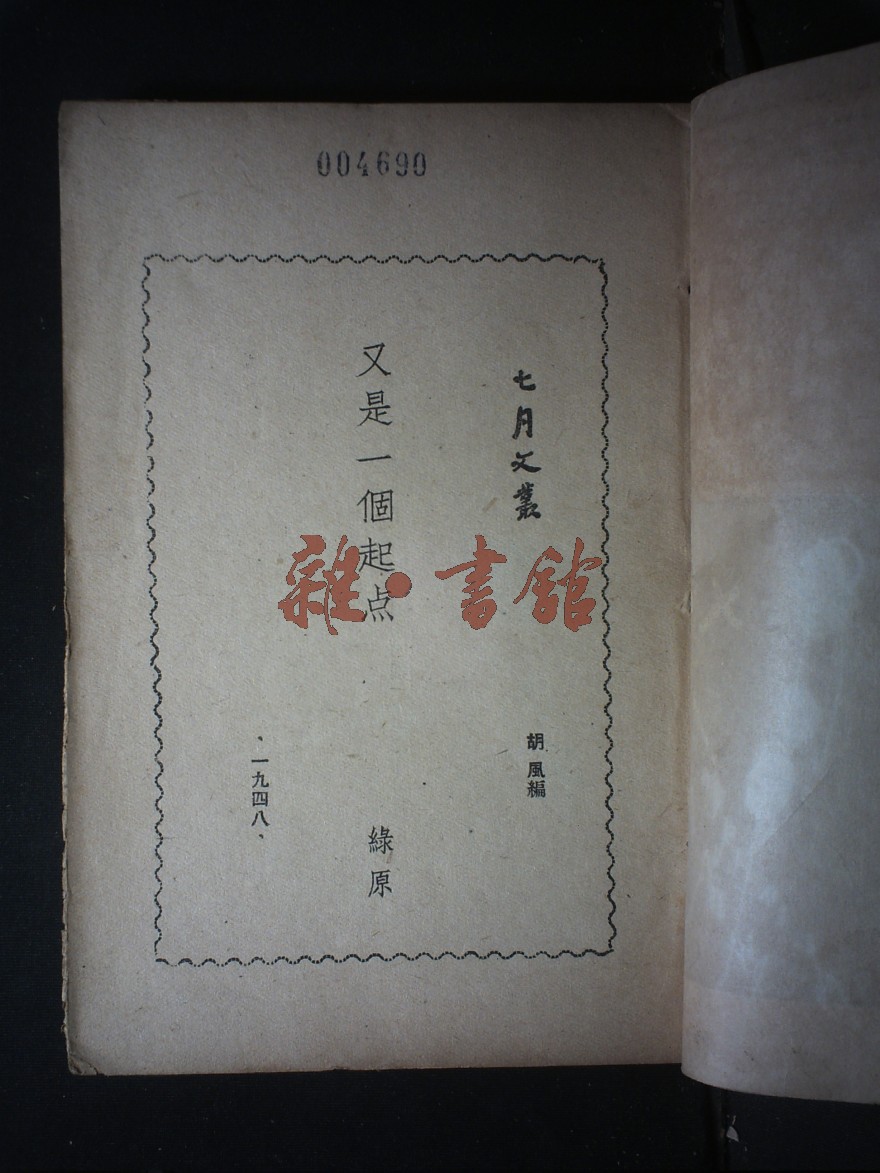 004690
七月文叢
胡風編
又是一個起点
綠原
、一九四八、
雜·書館